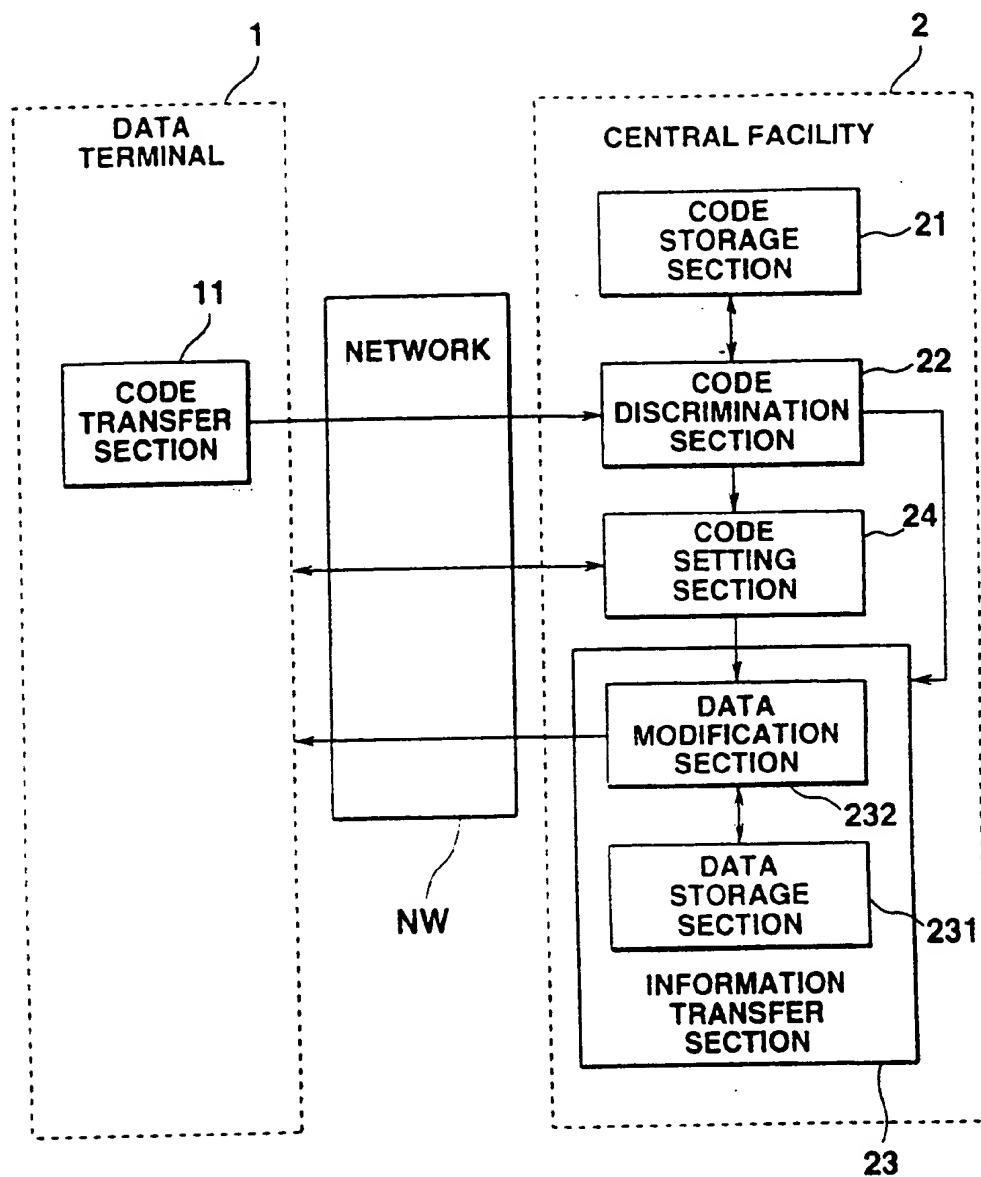 1
DATA
TERMINAL
11
CODE
TRANSFER
SECTION
NETWORK
NW
2
CENTRAL FACILITY
CODE
STORAGE
SECTION
21
CODE
DISCRIMINATION
SECTION
22
CODE
SETTING
SECTION
24
DATA
MODIFICATION
SECTION
232
DATA
STORAGE
SECTION
231
INFORMATION
TRANSFER
SECTION
23